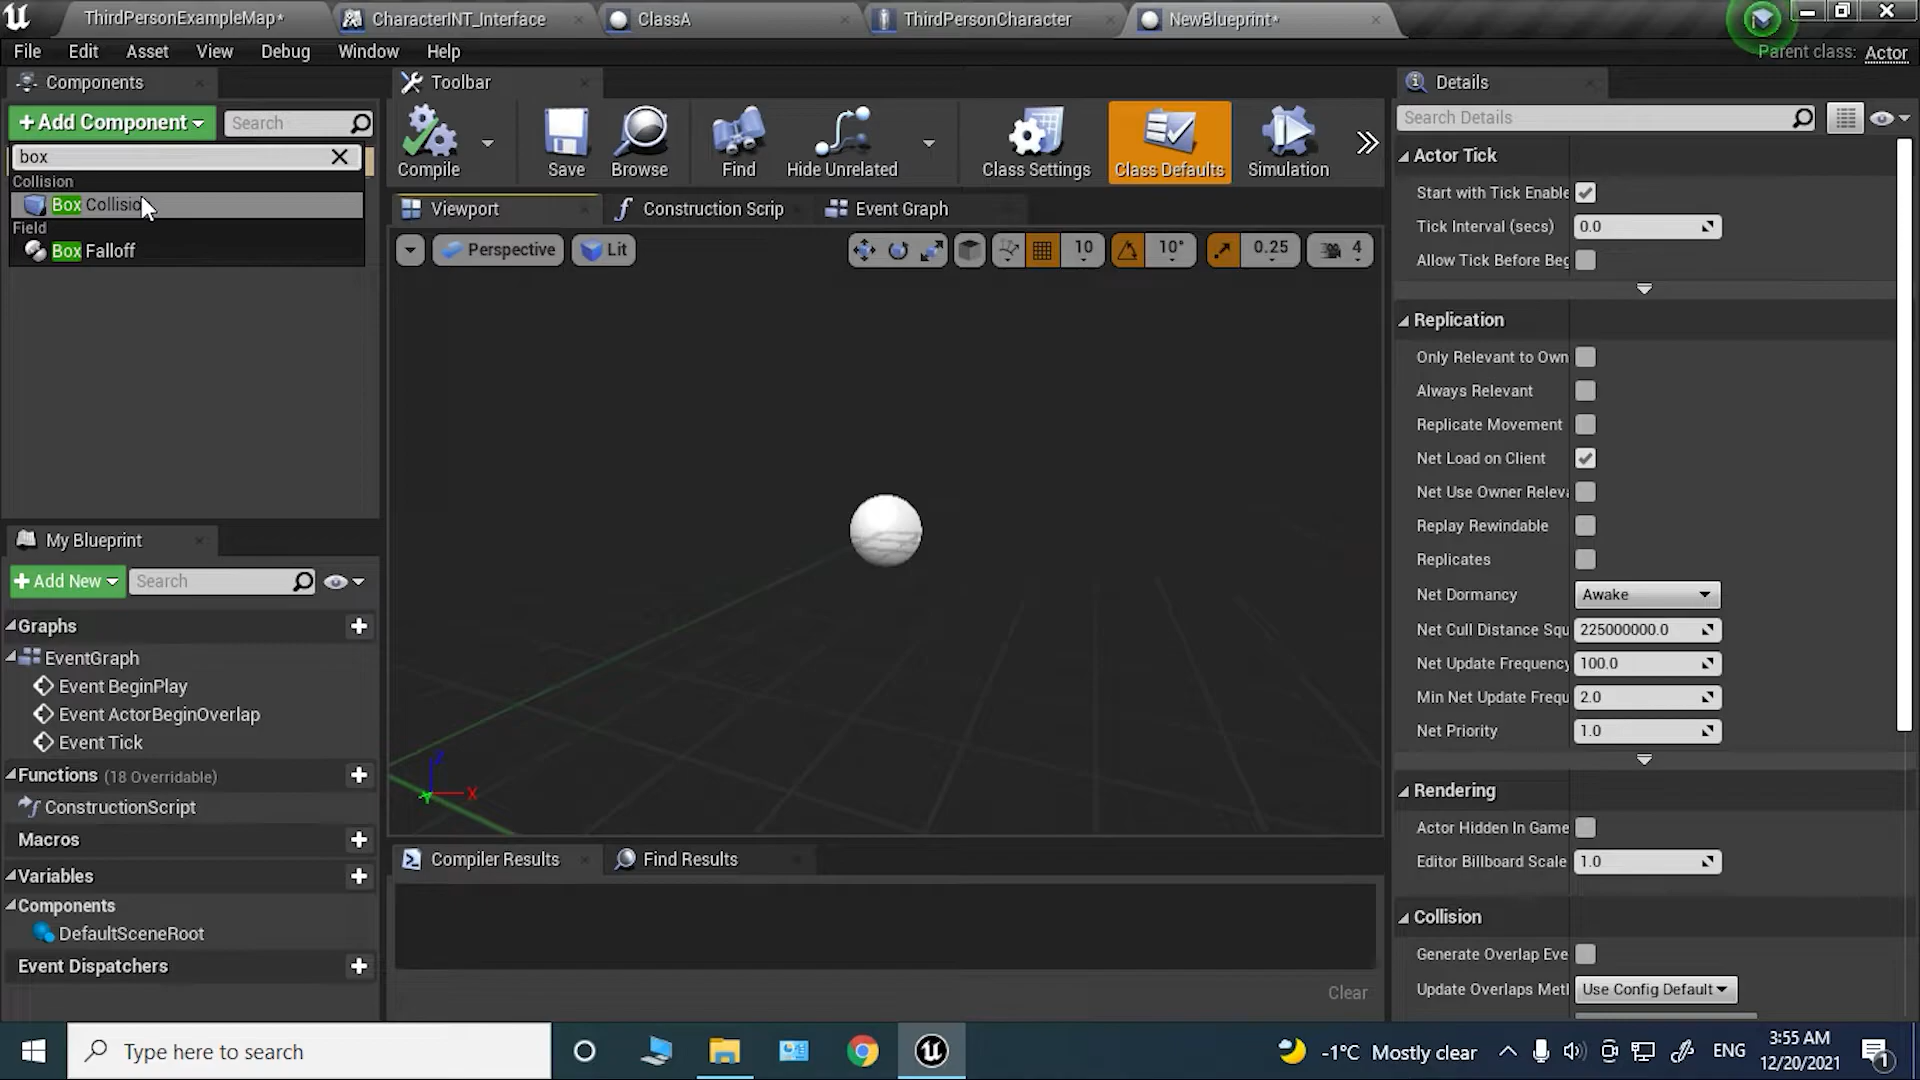 ThirdPersonExampleMap*
CharacterINT_Interface
ClassA
ThirdPersonCharacter
NewBlueprint*
File
Edit
Asset
View
Debug
Window
Help
Parent class: Actor
Components
Toolbar
Details
+Add Component
Search
box
Collision
Box Collisio
Field
Box Falloff
Compile
Save
Browse
Find
Hide Unrelated
Class Settings
Class Defaults
Simulation
Viewport
Construction Scrip
Event Graph
Perspective
Lit
10
10°
0.25
4
X
Search Details
Actor Tick
Start with Tick Enable
Tick Interval (secs)
0.0
Allow Tick Before Beg
Replication
Only Relevant to Own
Always Relevant
Replicate Movement
Net Load on Client
Net Use Owner Releva
Replay Rewindable
Replicates
Net Dormancy
Awake
Net Cull Distance Squ
225000000.0
Net Update Frequency
100.0
Min Net Update Frequ
2.0
Net Priority
1.0
Rendering
Actor Hidden In Game
Editor Billboard Scale
1.0
Collision
Generate Overlap Eve
Update Overlaps Metl
Use Config Default
My Blueprint
+Add New
Search
Graphs
EventGraph
Event BeginPlay
Event ActorBeginOverlap
Event Tick
Functions (18 Overridable)
ConstructionScript
Macros
Variables
Components
DefaultSceneRoot
Event Dispatchers
Compiler Results
Find Results
Clear
Type here to search
-1°C Mostly clear
ENG
3:55 AM
12/20/2021
1